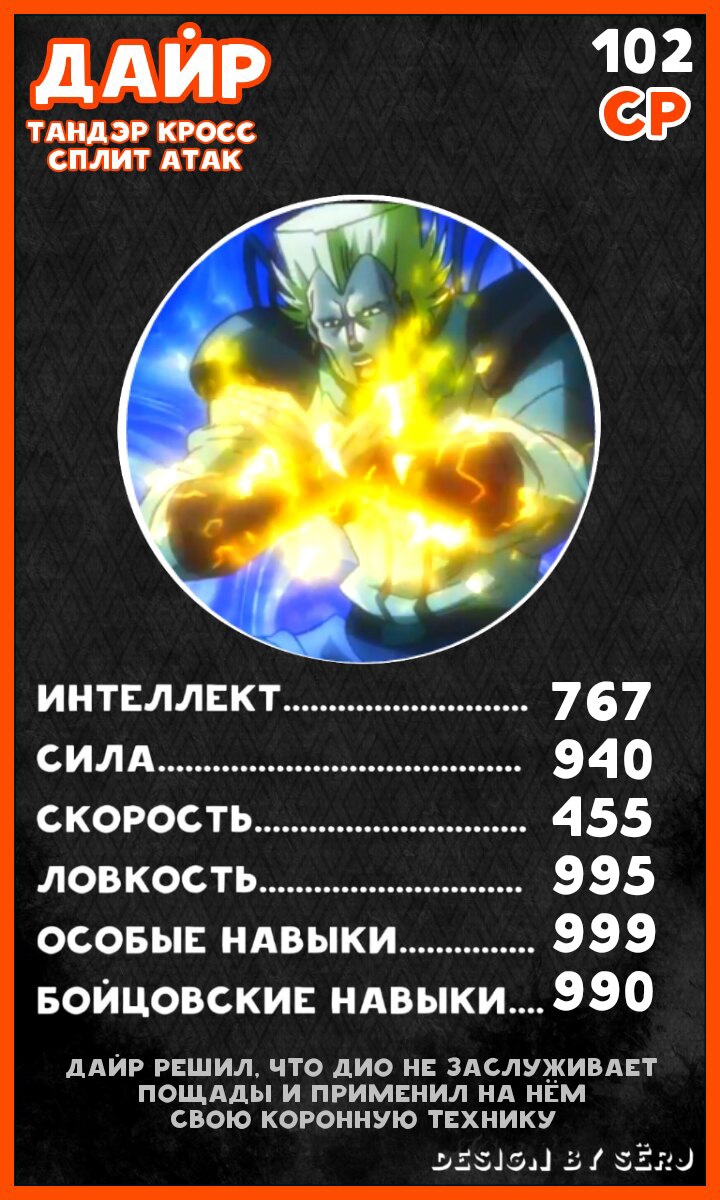 ДАЙР
102
СР
ТАНДЭР КРОСС
СПЛИТ АТАК
ИНТЕЛЛЕКТ........................... 767
СИЛА........................................ 940
СКОРОСТЬ.............................. 455
ЛОВКОСТЬ............................. 995
ОСОБЫЕ НАВЫКИ............... 999
БОЙЦОВСКИЕ НАВЫКИ.... 990
ДАЙР РЕШИЛ, ЧТО ДИО НЕ ЗАСЛУЖИВАЕТ
ПОЩАДЫ И ПРИМЕНИЛ НА НЁМ
СВОЮ КОРОННУЮ ТЕХНИКУ
DESIGN BY SЁRJ